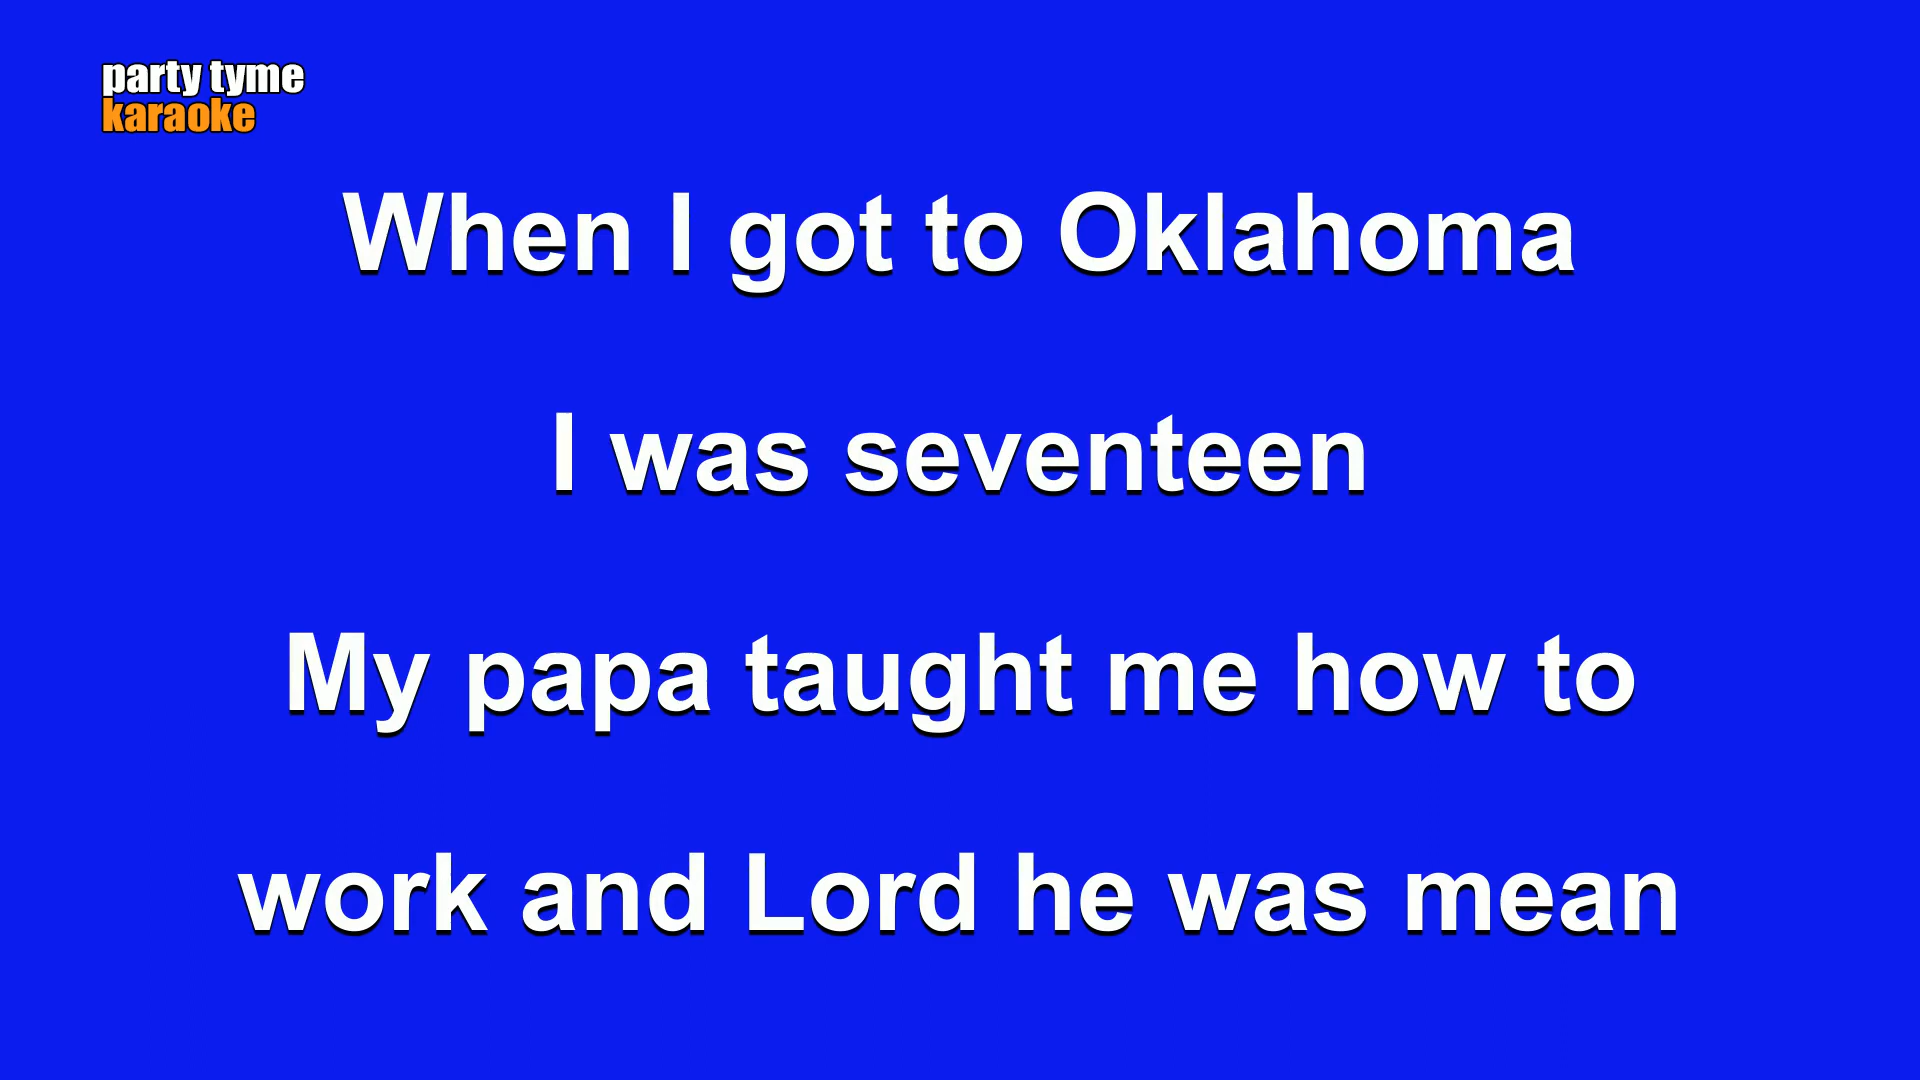 party tyme
karaoke
When I got to Oklahoma
I was seventeen
My papa taught me how to
work and Lord he was mean